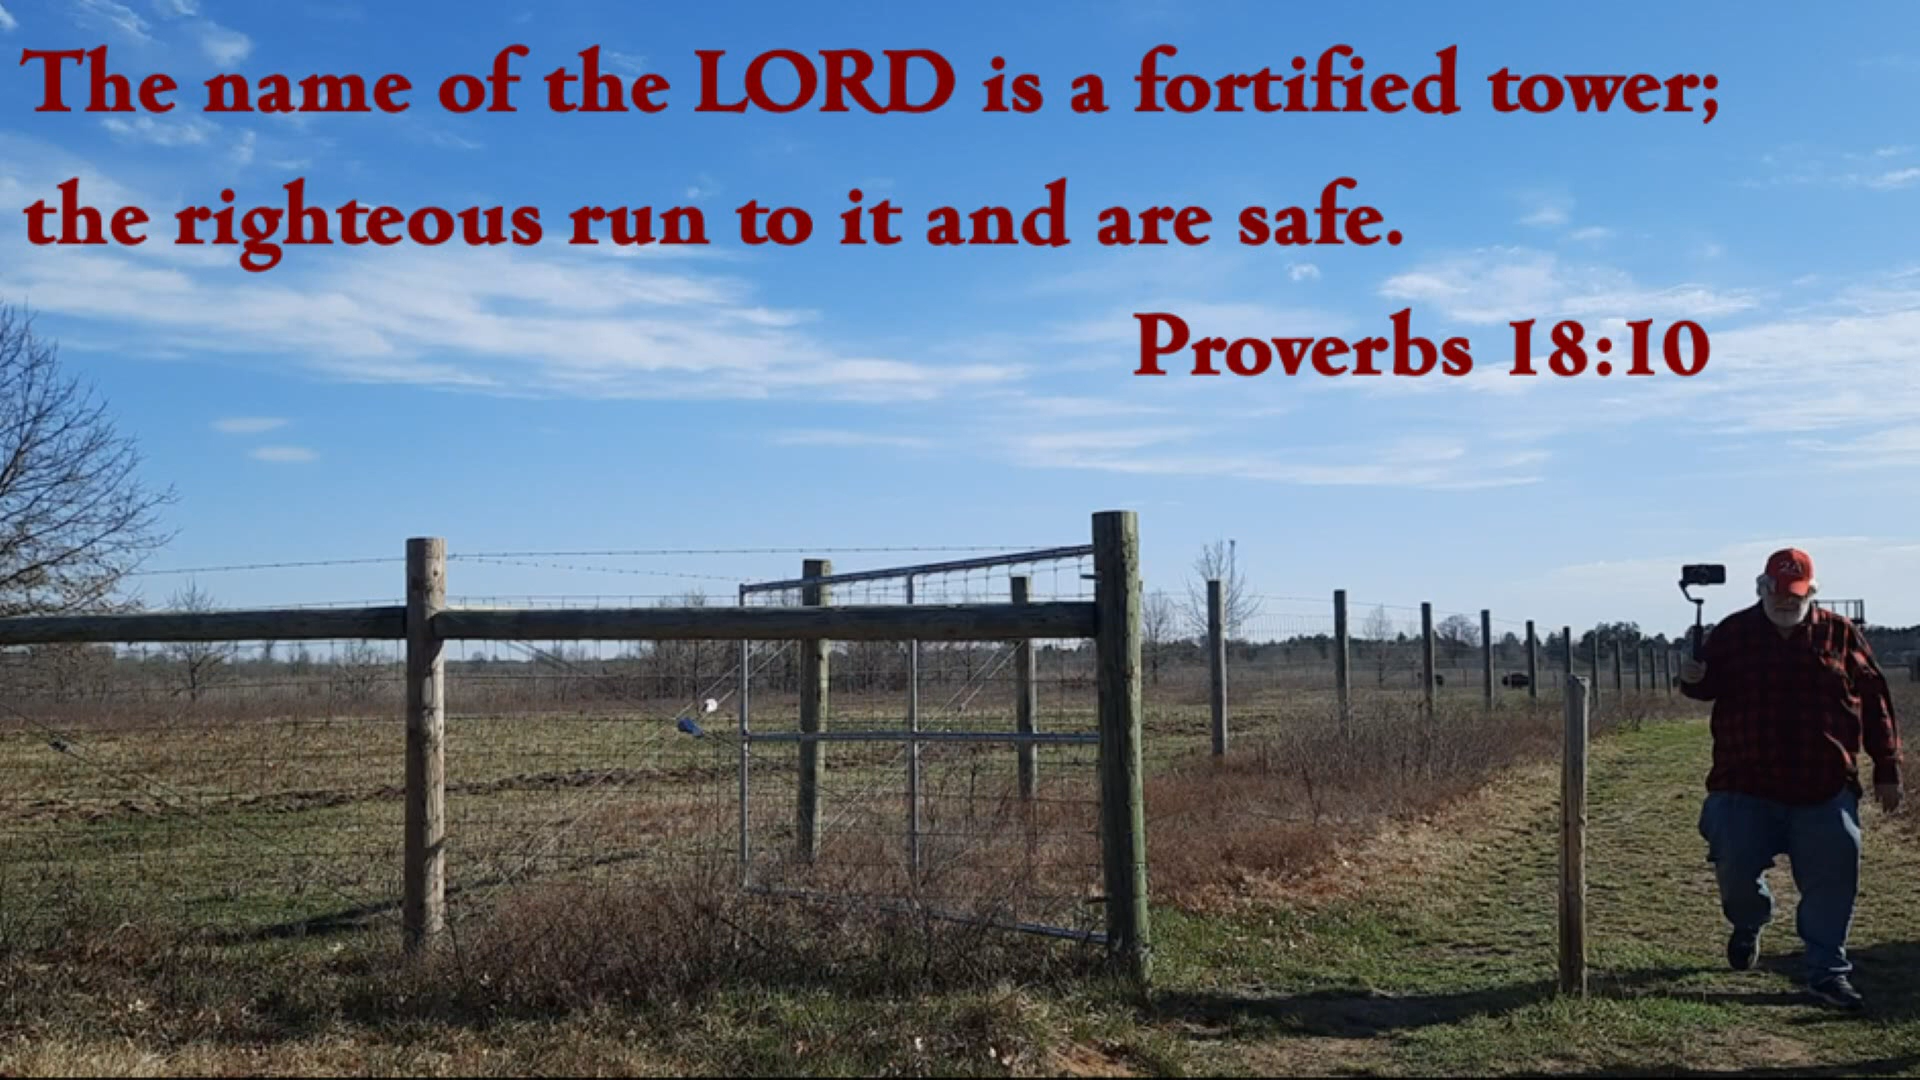 The name of the LORD is a fortified tower;
the righteous run to it and are safe.
Proverbs 18:10